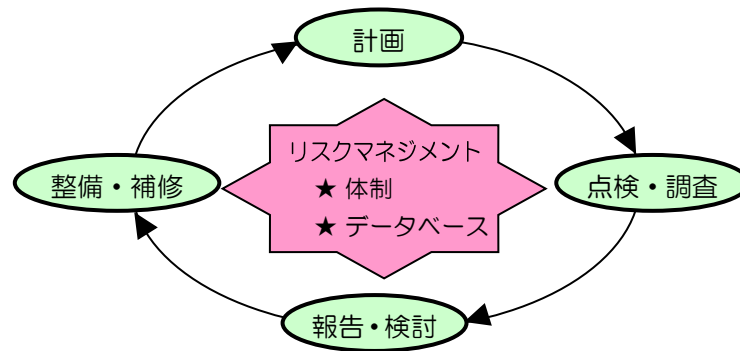 計画
リスクマネジメント
★ 体制
★ データベース
整備・補修
点検・調査
報告・検討